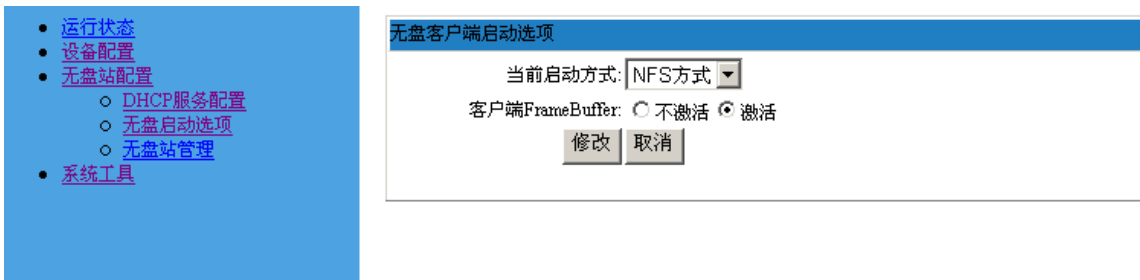 运行状态
设备配置
无盘站配置
DHCP服务配置
无盘启动选项
无盘站管理
系统工具
无盘客户端启动选项
当前启动方式: NFS方式
客户端FrameBuffer: 不激活 激活
修改 取消